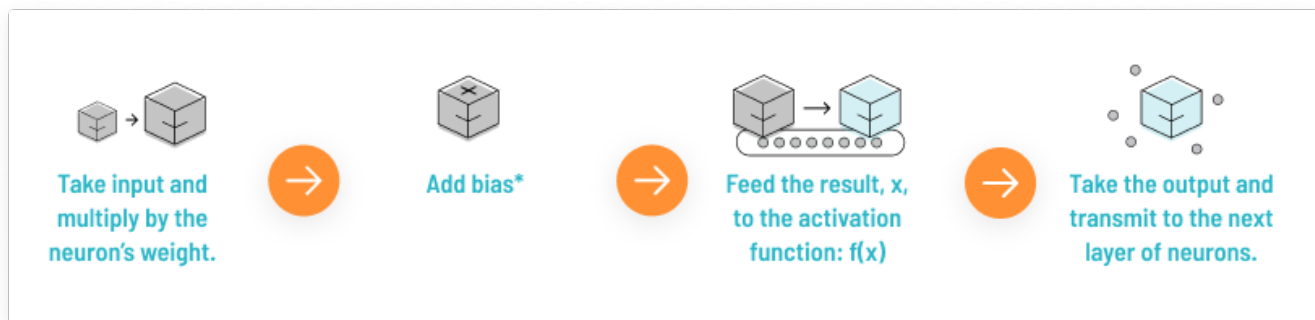 Take input and
multiply by the
neuron's weight.
Add bias*
Feed the result, x,
to the activation
function: f(x)
Take the output and
transmit to the next
layer of neurons.